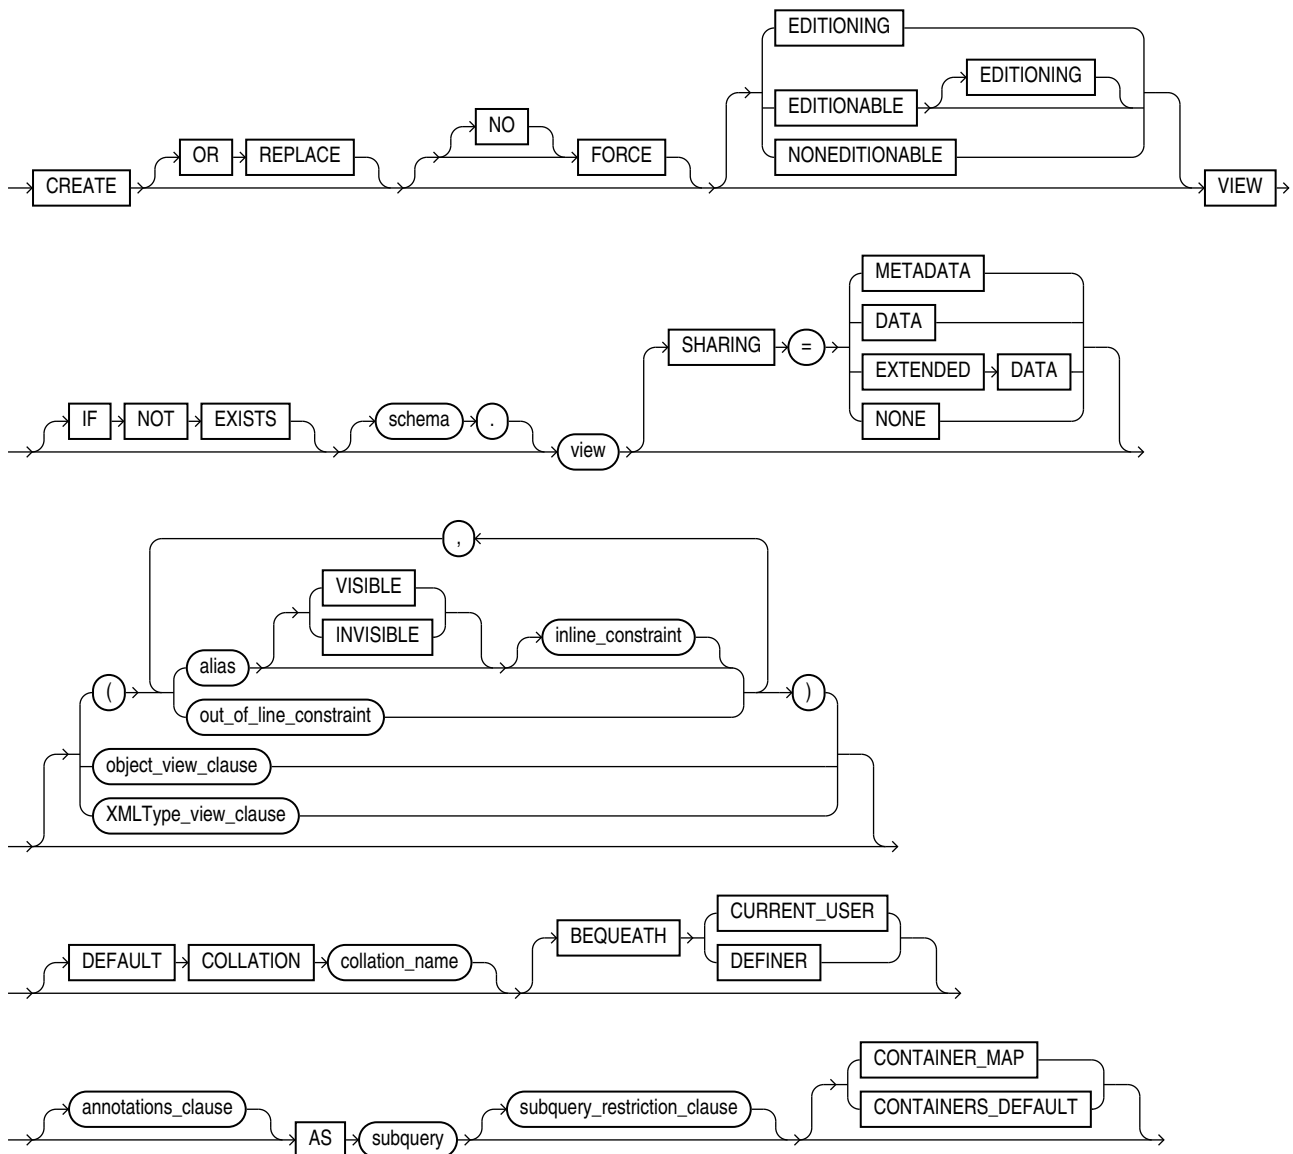 EDITIONING
EDITIONING
NO
EDITIONABLE
OR REPLACE FORCE NONEDITIONABLE
CREATE VIEW
METADATA
SHARING = DATA
EXTENDED DATA
IF NOT EXISTS schema . NONE
view
,
VISIBLE
INVISIBLE inline_constraint
alias
( )
out_of_line_constraint
object_view_clause
XMLType_view_clause
CURRENT_USER
BEQUEATH
DEFAULT COLLATION collation_name DEFINER
CONTAINER_MAP
annotations_clause subquery_restriction_clause CONTAINERS_DEFAULT
AS subquery